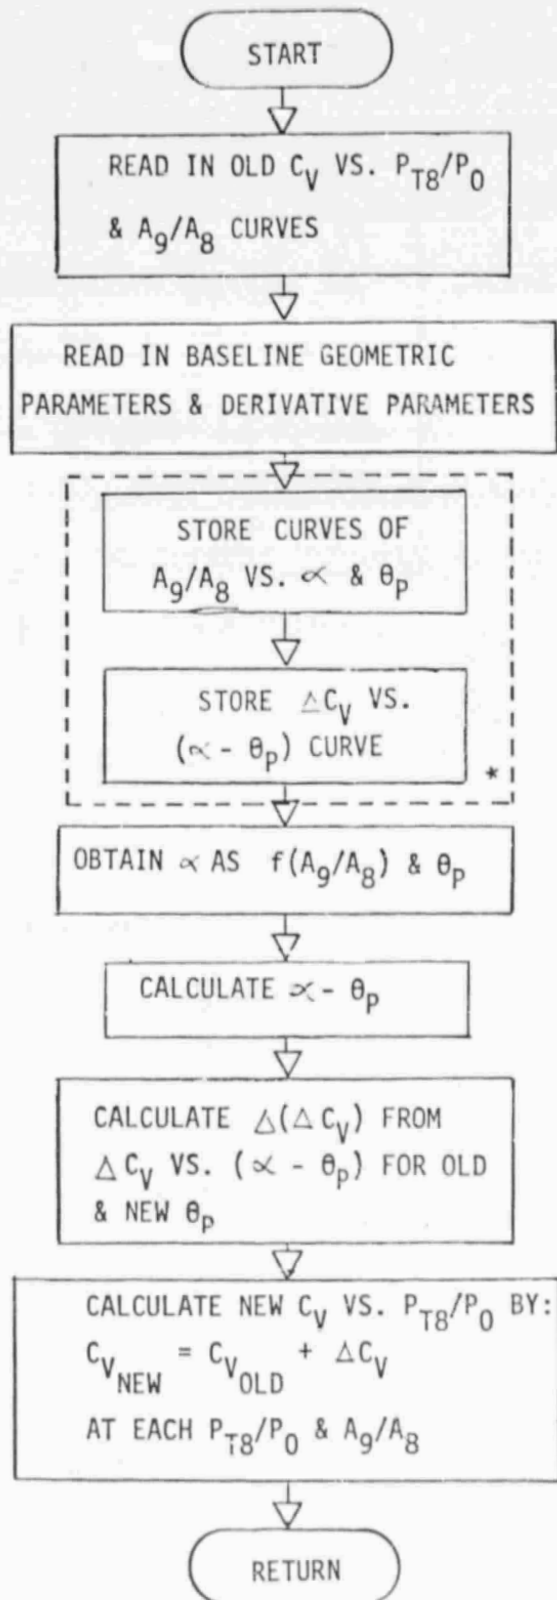 START
READ IN OLD C_V VS. P_T8/P_0
& A_9/A_8 CURVES
READ IN BASELINE GEOMETRIC
PARAMETERS & DERIVATIVE PARAMETERS
STORE CURVES OF
A_9/A_8 VS. ∝ & θ_p
STORE △C_V VS.
(∝ - θ_p) CURVE
*
OBTAIN ∝ AS f(A_9/A_8) & θ_p
CALCULATE ∝ - θ_p
CALCULATE △(△C_V) FROM
△C_V VS. (∝ - θ_p) FOR OLD
& NEW θ_p
CALCULATE NEW C_V VS. P_T8/P_0 BY:
C_V_NEW = C_V_OLD + △C_V
AT EACH P_T8/P_0 & A_9/A_8
RETURN